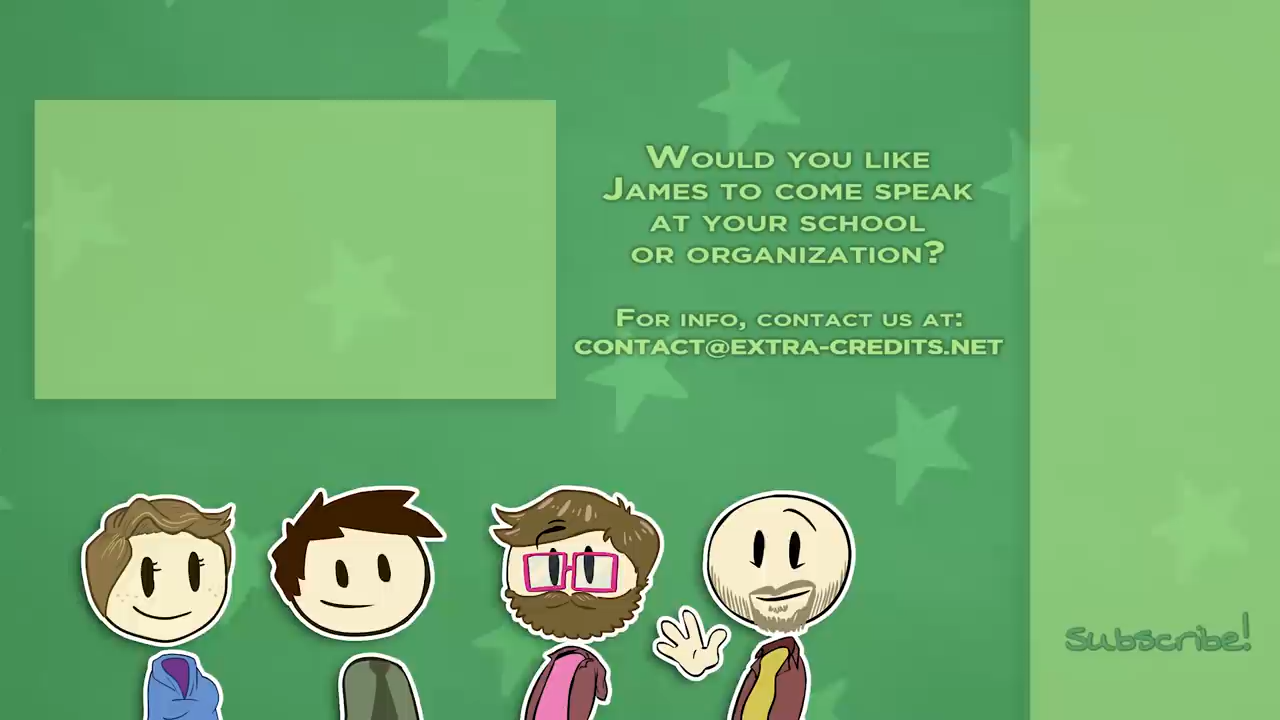 Would you like
James to come speak
at your school
or organization?
For info, contact us at:
contact@extra-credits.net
Subscribe!